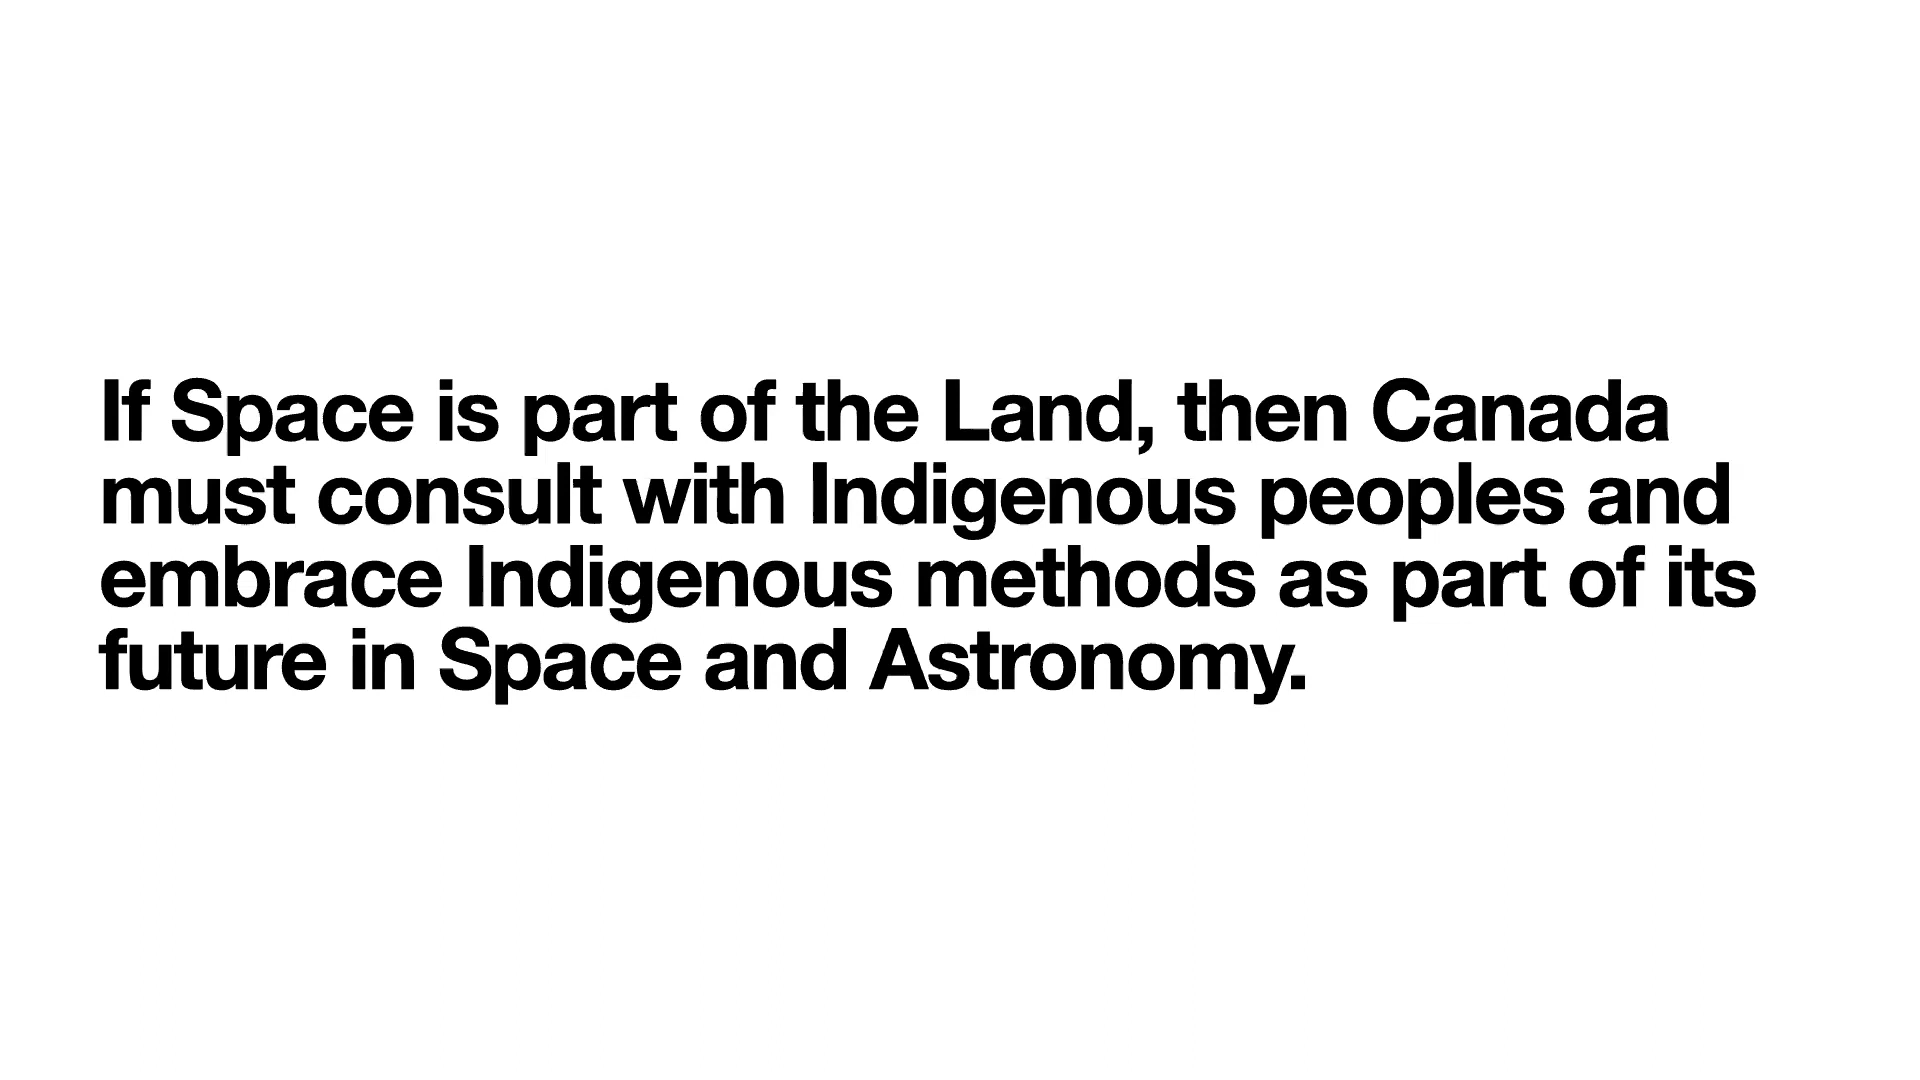 If Space is part of the Land, then Canada
must consult with Indigenous peoples and
embrace Indigenous methods as part of its
future in Space and Astronomy.